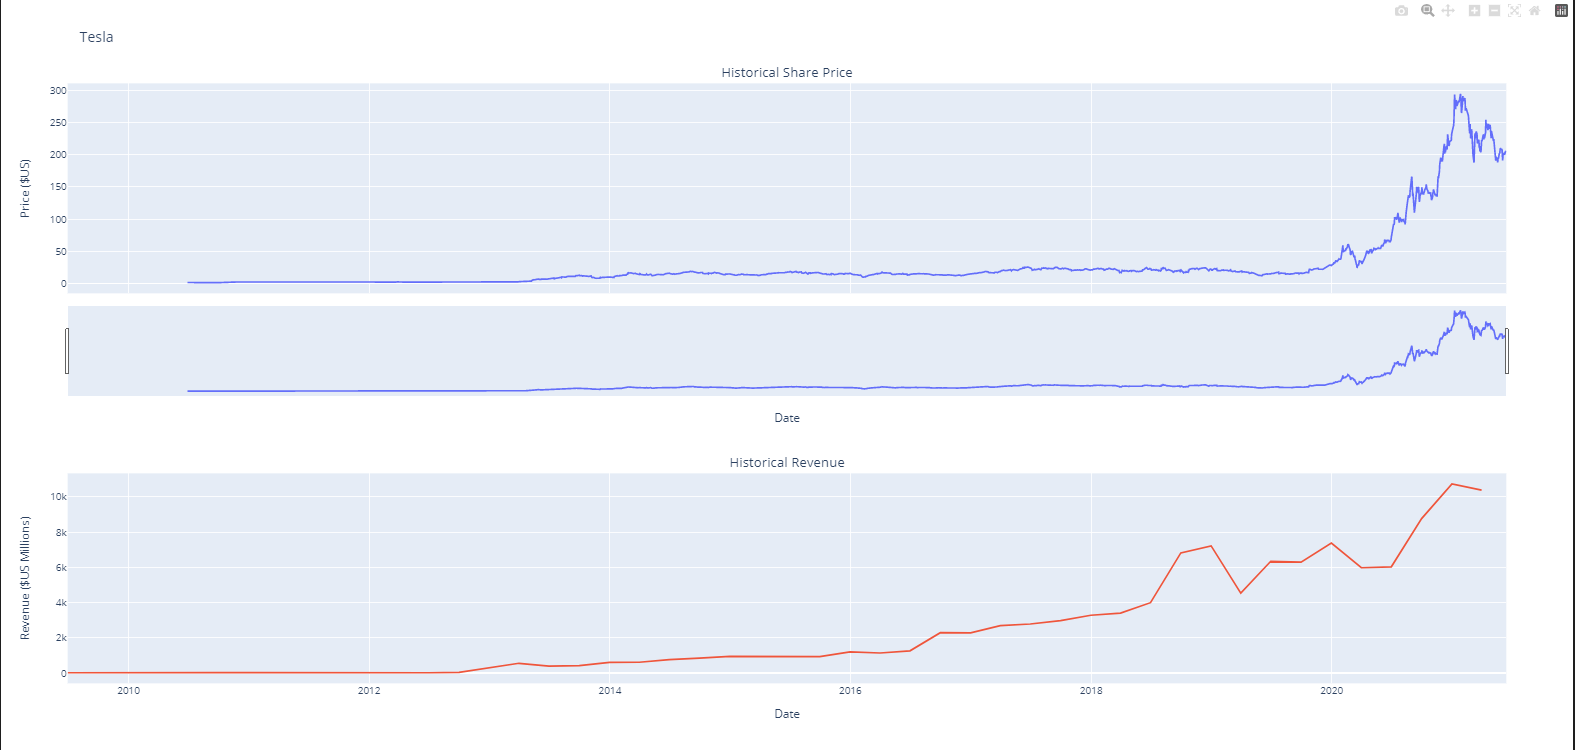 Tesla
Historical Share Price
300
250
200
150
100
50
0
Price ($US)
Date
Historical Revenue
10k
8k
6k
4k
2k
0
Revenue ($US Millions)
2010 2012 2014 2016 2018 2020
Date